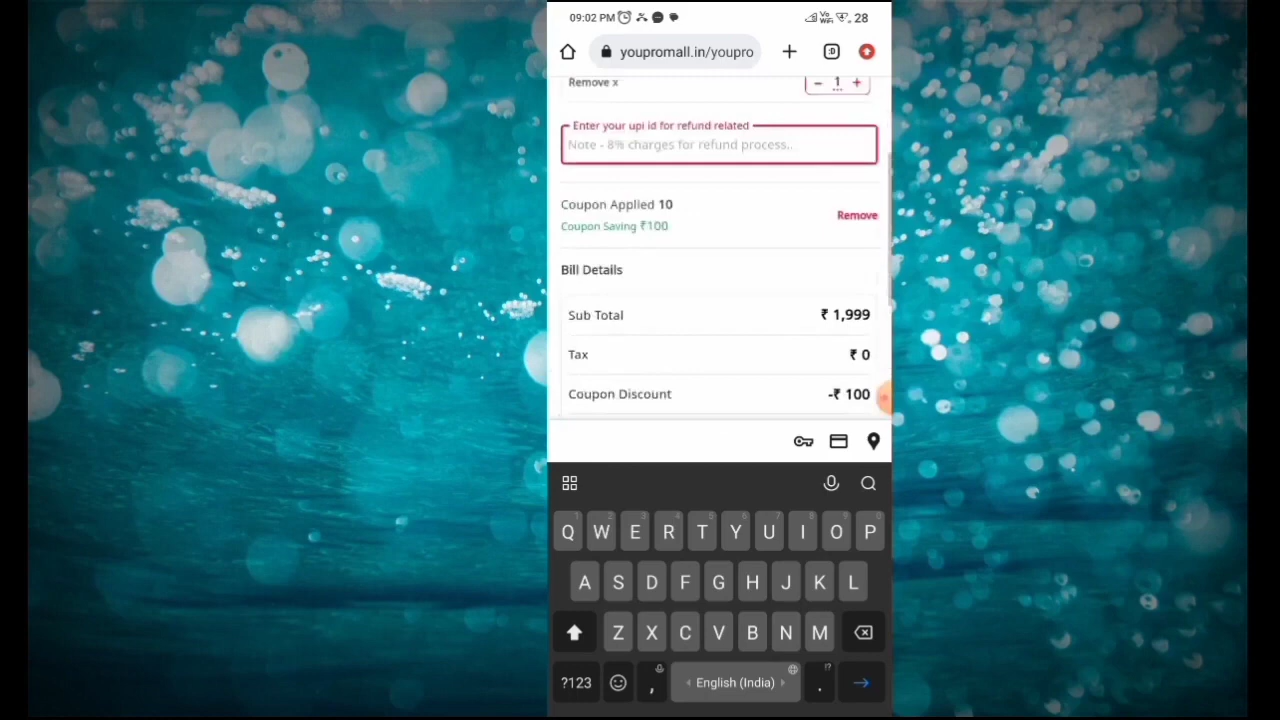 09:02 PM 28
youpromall.in/youpro
Remove x - 1 +
Enter your upi id for refund related
Note - 8% charges for refund process..
Coupon Applied 10
Remove
Coupon Saving ₹100
Bill Details
Sub Total ₹ 1,999
Tax ₹ 0
Coupon Discount -₹ 100
Q W E R T Y U I O P
A S D F G H J K L
Z X C V B N M
?123 , English (India) . !?